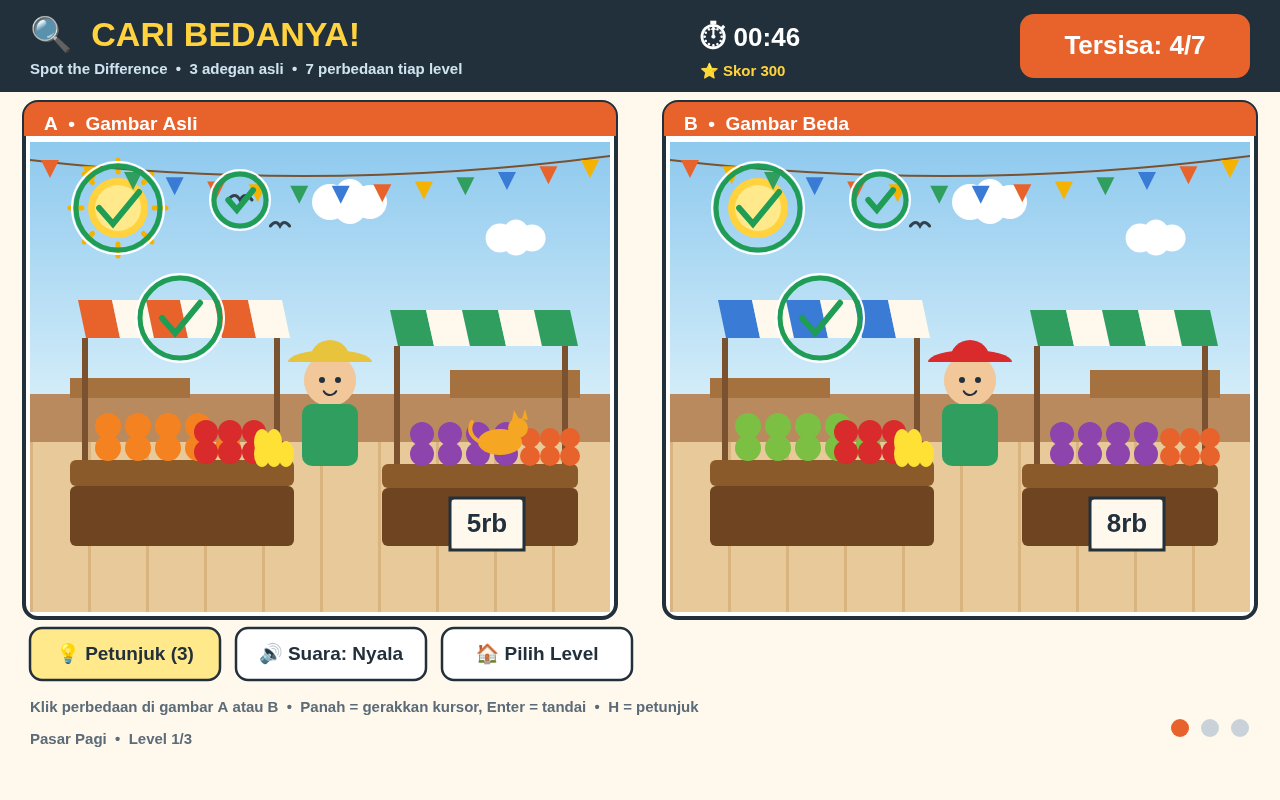 🔍 CARI BEDANYA!
Spot the Difference • 3 adegan asli • 7 perbedaan tiap level
⏱ 00:46
⭐ Skor 300
Tersisa: 4/7
A • Gambar Asli
B • Gambar Beda
5rb
8rb
💡 Petunjuk (3)
🔊 Suara: Nyala
🏠 Pilih Level
Klik perbedaan di gambar A atau B • Panah = gerakkan kursor, Enter = tandai • H = petunjuk
Pasar Pagi • Level 1/3